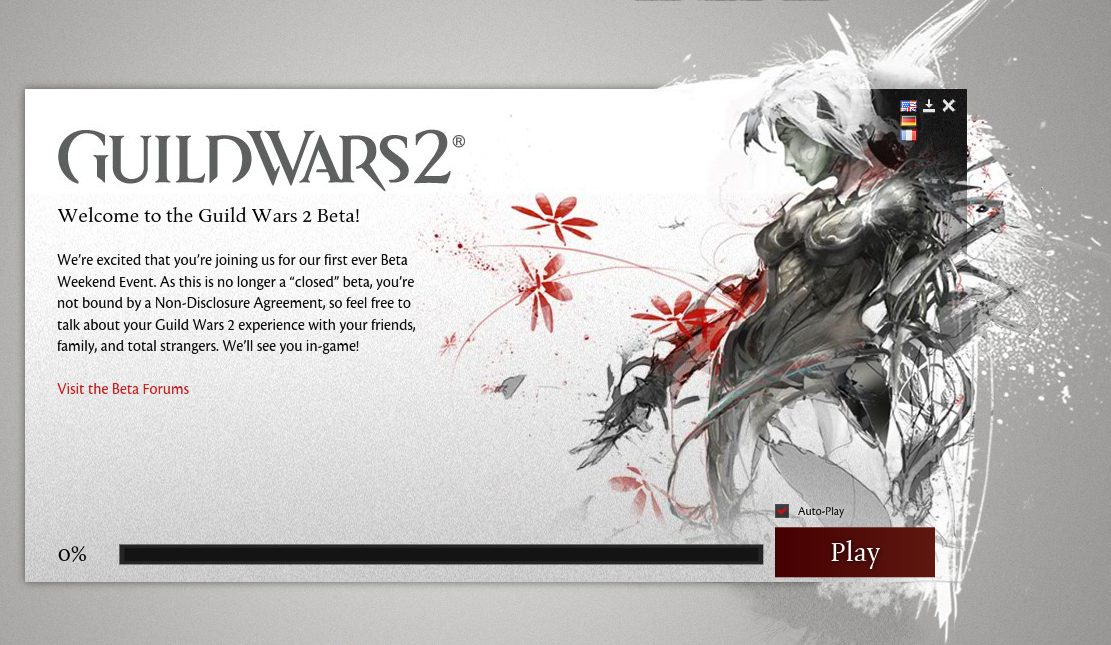 GUILD WARS 2®
Welcome to the Guild Wars 2 Beta!
We’re excited that you’re joining us for our first ever Beta
Weekend Event. As this is no longer a “closed” beta, you’re
not bound by a Non-Disclosure Agreement, so feel free to
talk about your Guild Wars 2 experience with your friends,
family, and total strangers. We’ll see you in-game!
Visit the Beta Forums
Auto-Play
0%
Play